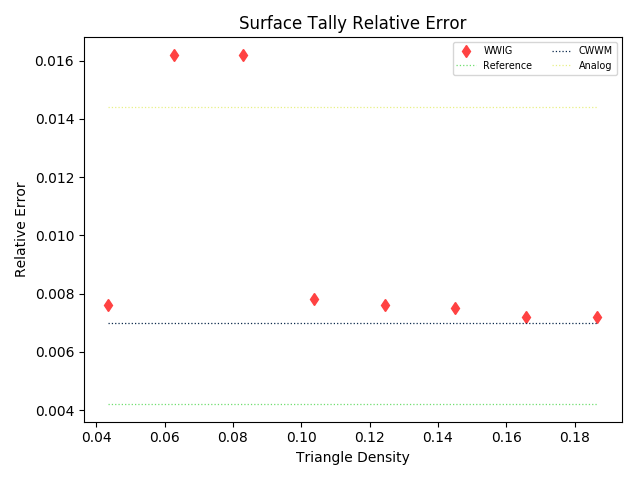 Surface Tally Relative Error
WWIG
Reference
CWWM
Analog
Relative Error
0.016
0.014
0.012
0.010
0.008
0.006
0.004
0.04 0.06 0.08 0.10 0.12 0.14 0.16 0.18
Triangle Density